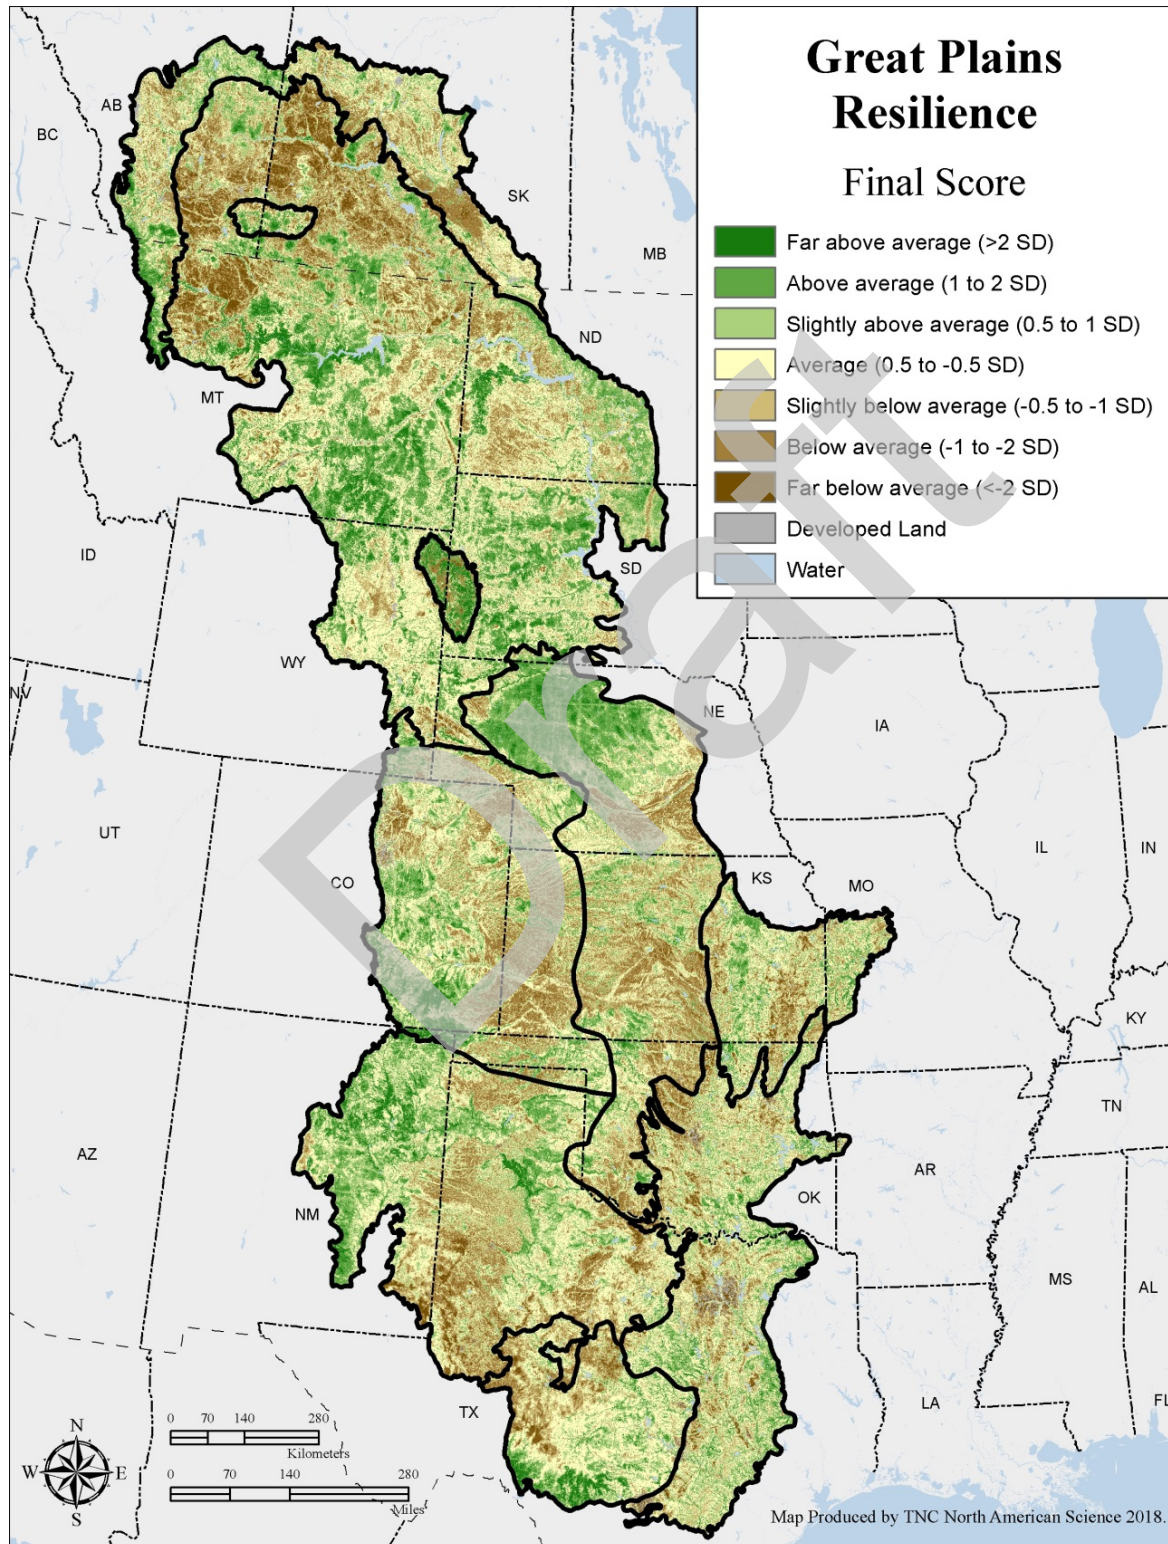 Great Plains
Resilience
Final Score
Far above average (>2 SD)
Above average (1 to 2 SD)
Slightly above average (0.5 to 1 SD)
Average (0.5 to -0.5 SD)
Slightly below average (-0.5 to -1 SD)
Below average (-1 to -2 SD)
Far below average (<-2 SD)
Developed Land
Water
AB
BC
SK
MB
ND
MT
ID
SD
WY
NV
NE
IA
UT
IL
IN
CO
KS
MO
KY
TN
AZ
AR
OK
NM
MS
AL
TX
LA
FL
Draft
0 70 140 280
Kilometers
0 70 140 280
Miles
N
W E
S
Map Produced by TNC North American Science 2018.